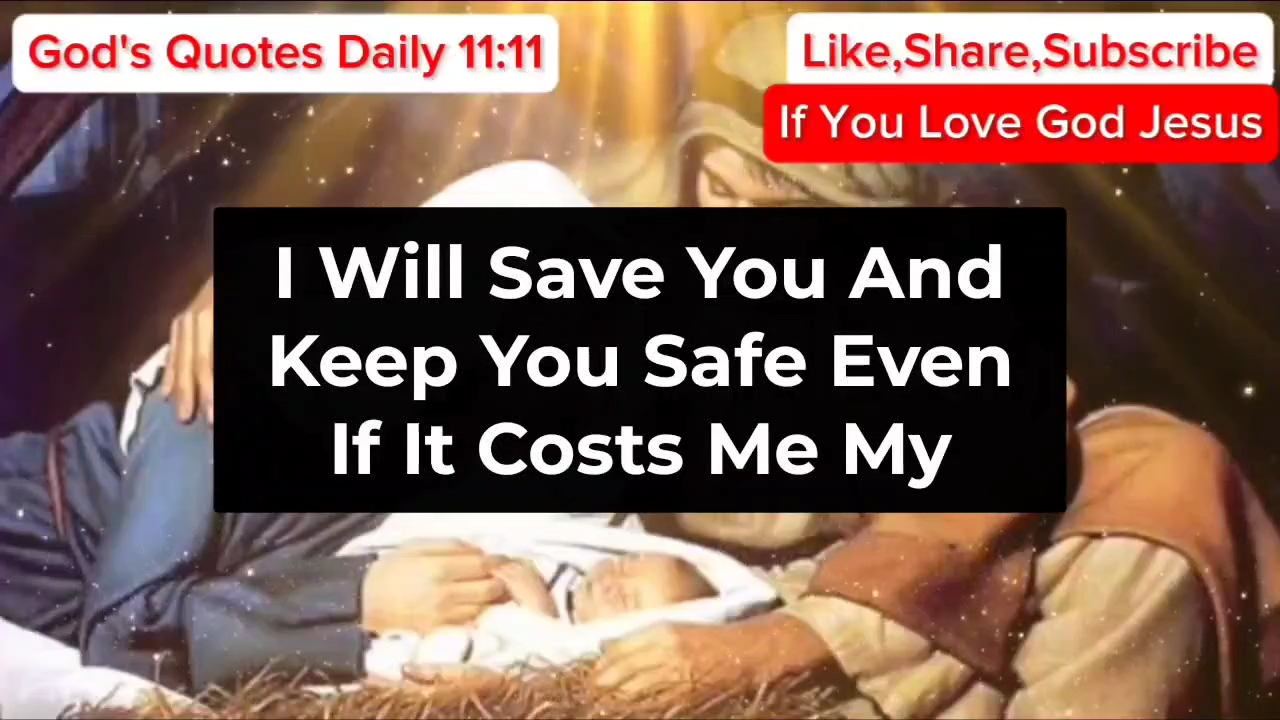 God's Quotes Daily 11:11
Like,Share,Subscribe
If You Love God Jesus
I Will Save You And
Keep You Safe Even
If It Costs Me My